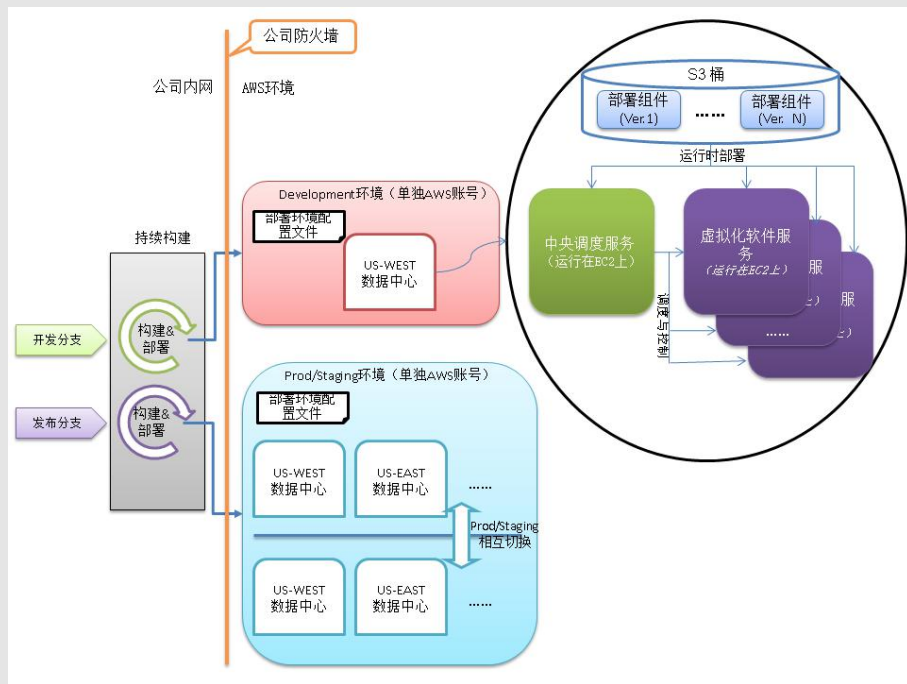 公司防火墙
公司内网
AWS环境
S3 桶
部署组件
(Ver.1)
……
部署组件
(Ver. N)
运行时部署
Development环境（单独AWS账号）
部署环境配
置文件
US-WEST
数据中心
中央调度服务
（运行在EC2上）
虚拟化软件服
务
（运行在EC2上）
服
……
服
调度与控制
持续构建
开发分支
构建&
部署
发布分支
构建&
部署
Prod/Staging环境（单独AWS账号）
部署环境配
置文件
US-WEST
数据中心
US-EAST
数据中心
……
Prod/Staging
相互切换
US-WEST
数据中心
US-EAST
数据中心
……